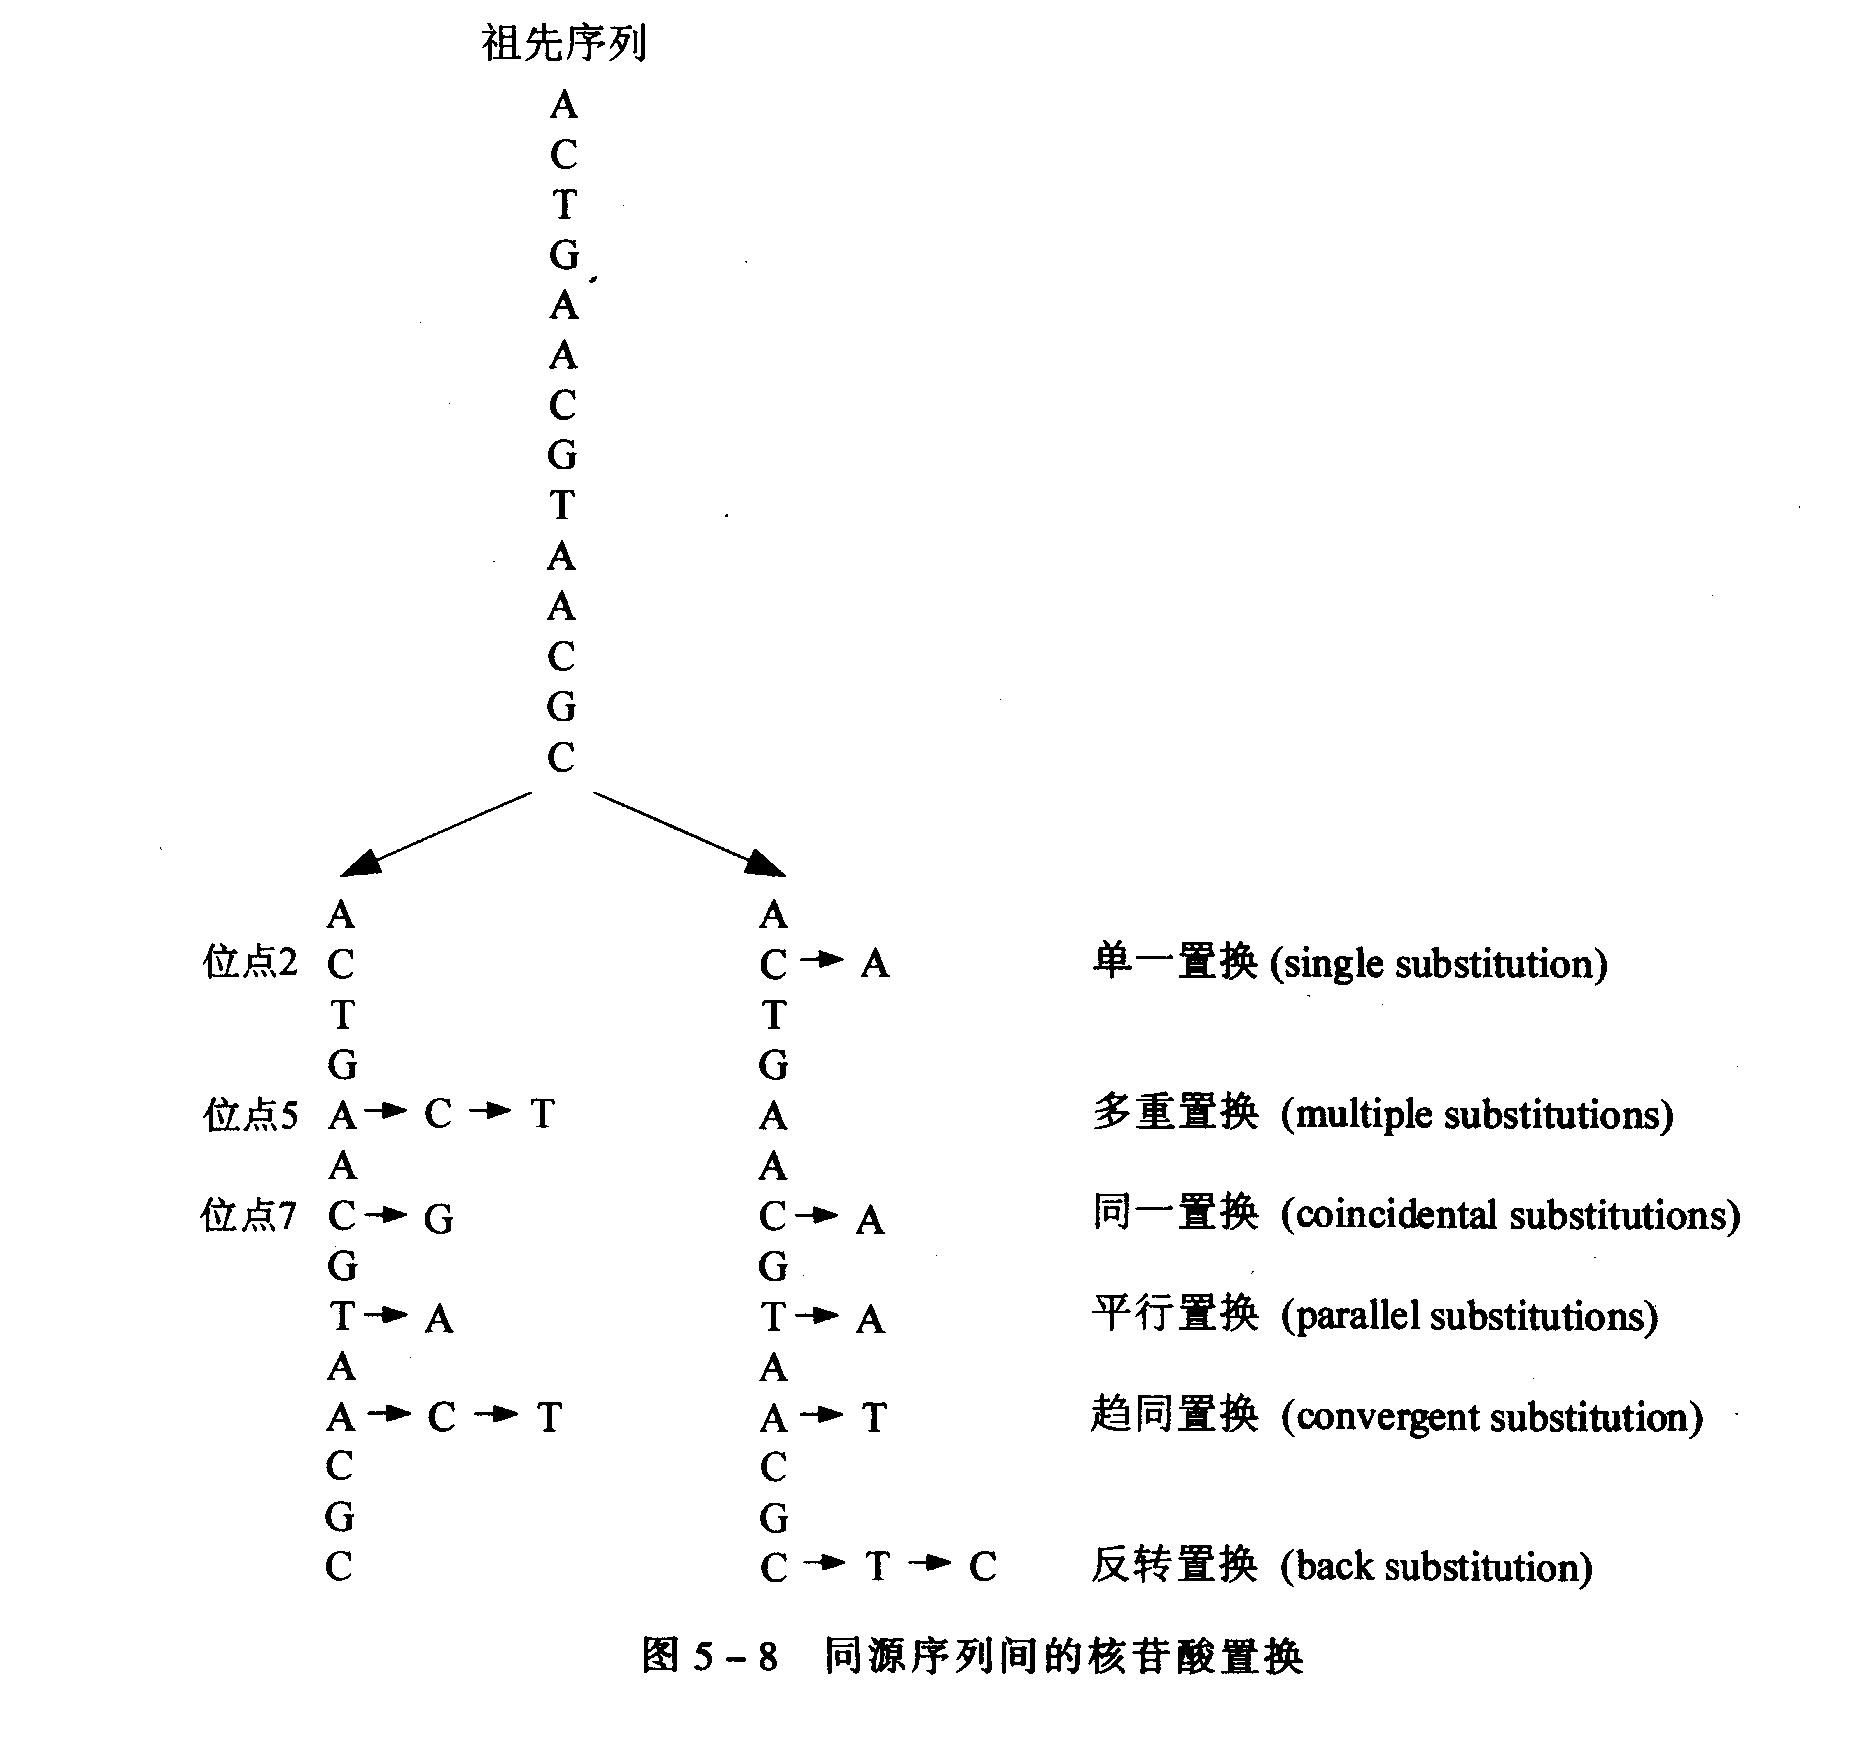 祖先序列
A
C
T
G
A
A
C
G
T
A
A
C
G
C
A A
位点2 C C → A 单一置换 (single substitution)
T T
G G
位点5 A → C → T A 多重置换 (multiple substitutions)
A A
位点7 C → G C → A 同一置换 (coincidental substitutions)
G G
T → A T → A 平行置换 (parallel substitutions)
A A
A → C → T A → T 趋同置换 (convergent substitution)
C C
G G
C C → T → C 反转置换 (back substitution)
图 5-8 同源序列间的核苷酸置换